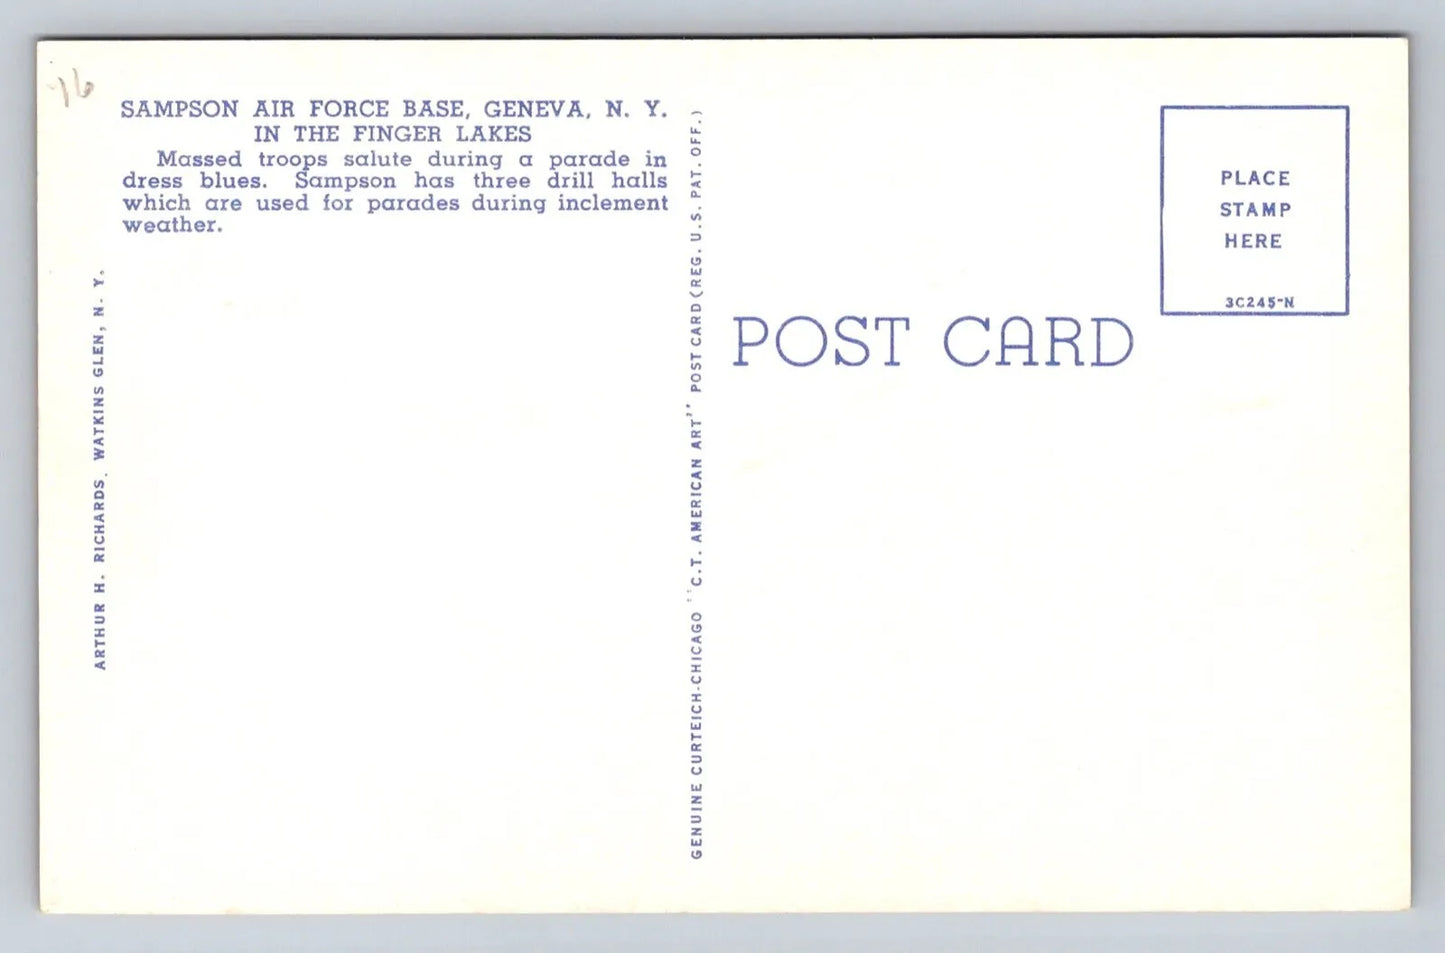 16
SAMPSON AIR FORCE BASE, GENEVA, N. Y.
IN THE FINGER LAKES
Massed troops salute during a parade in
dress blues. Sampson has three drill halls
which are used for parades during inclement
weather.
ARTHUR H. RICHARDS, WATKINS GLEN, N. Y.
GENUINE CURTEICH-CHICAGO "C.T. AMERICAN ART" POST CARD (REG. U.S. PAT. OFF.)
POST CARD
PLACE
STAMP
HERE
3C245-N